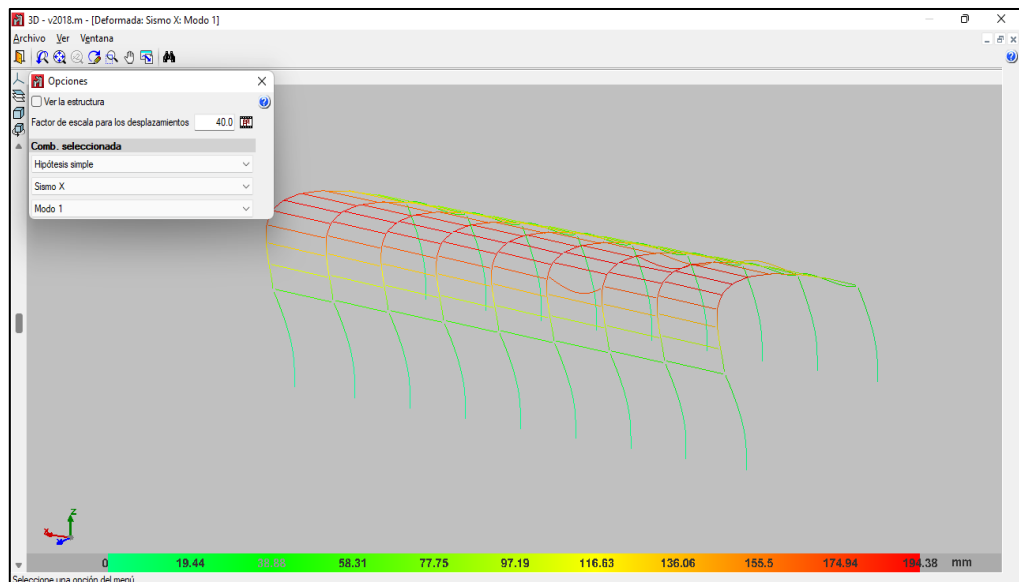 3D - v2018.m - [Deformada: Sismo X: Modo 1]
Archivo Ver Ventana
Opciones
Ver la estructura
Factor de escala para los desplazamientos 40.0
Comb. seleccionada
Hipótesis simple
Sismo X
Modo 1
z
x
0 19.44 58.31 77.75 97.19 116.63 136.06 155.5 174.94 194.38 mm
Seleccione una opción del menú